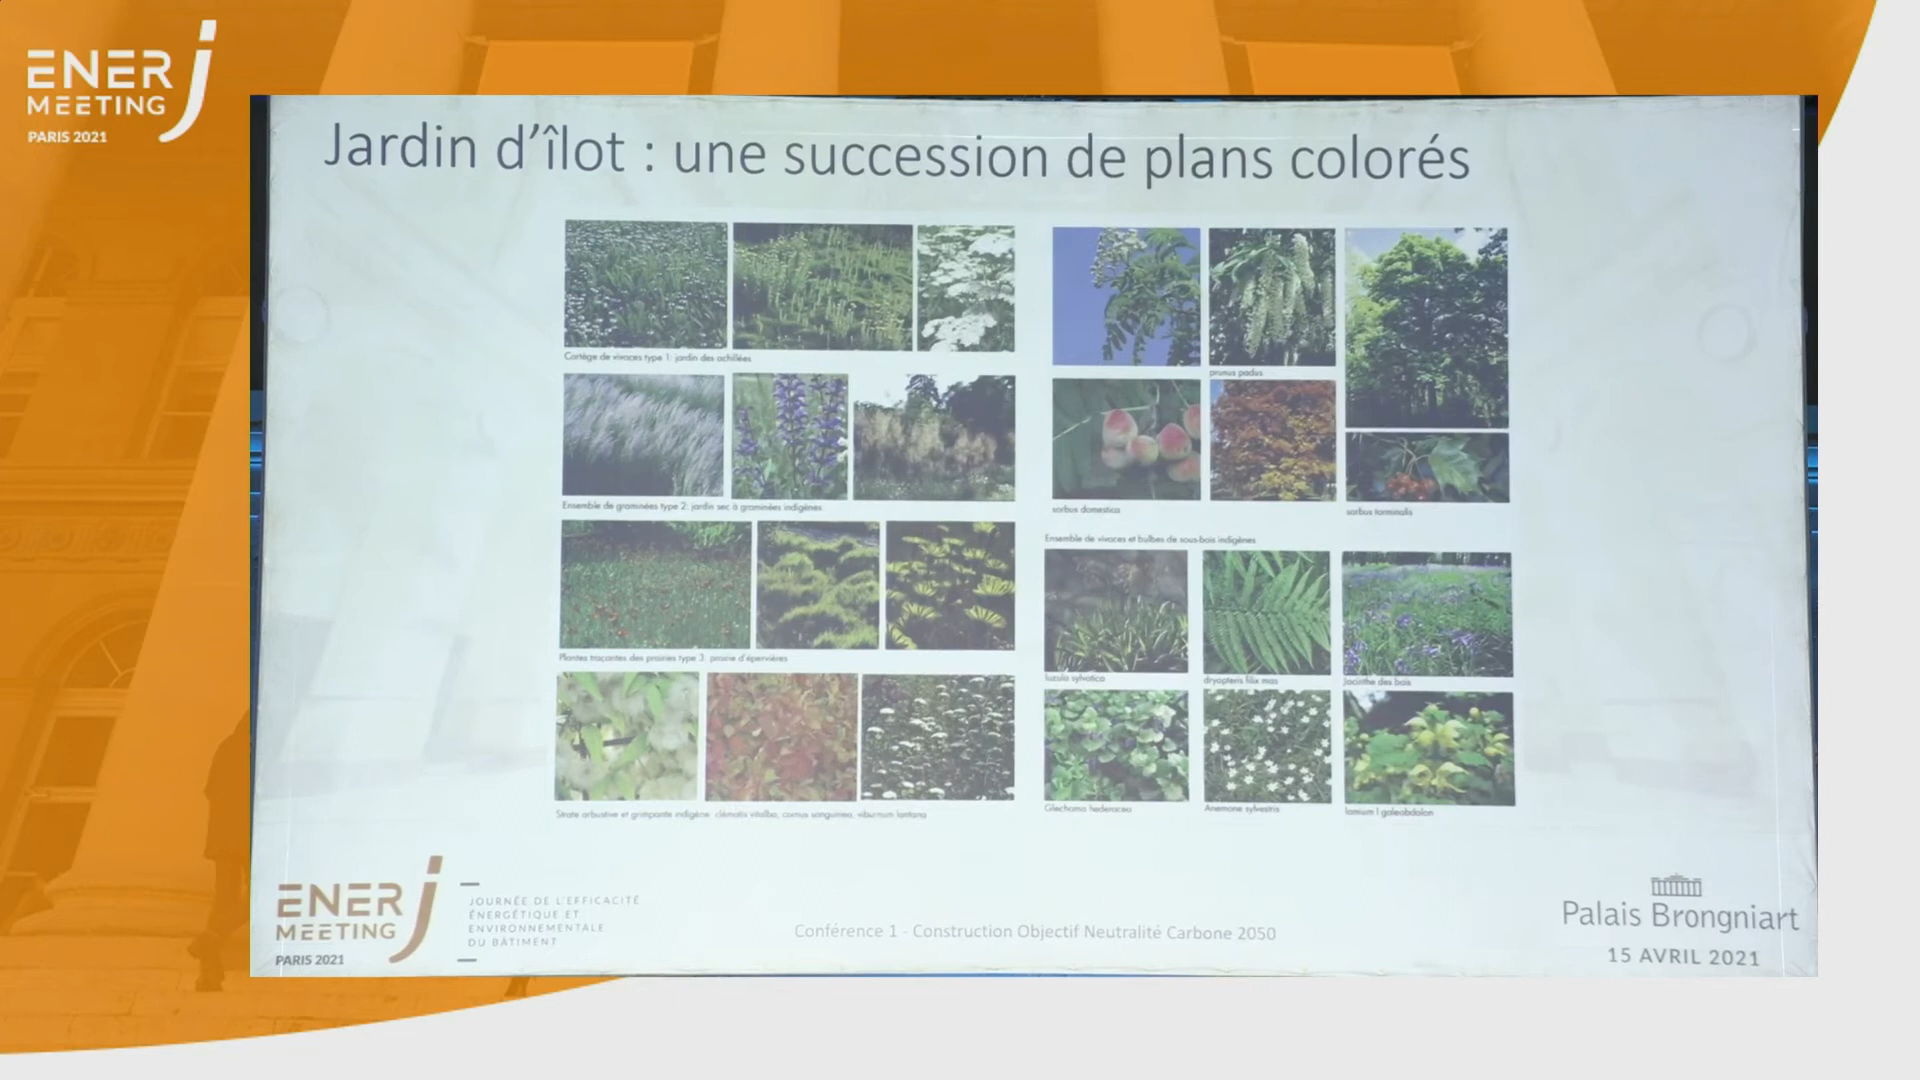 ENERJ
MEETING
PARIS 2021
Jardin d'îlot : une succession de plans colorés
Cortège de vivaces type 1: jardin des achillées
prunus padus
Ensemble de graminées type 2: jardin sec à graminées indigènes
sorbus domestica
sorbus torminalis
Ensemble de vivaces et bulbes de sous-bois indigènes
Plantes traçantes des prairies type 3: prairie d'épervières
luzula sylvatica
dryopteris filix mas
Jacinthe des bois
Strate arbustive et grimpante indigène: clématis vitalba, cornus sanguinea, viburnum lantana
Glechoma hederacea
Anemone sylvestris
lamium l galeobdolon
ENERJ
MEETING
PARIS 2021
JOURNÉE DE L'EFFICACITÉ
ÉNERGÉTIQUE ET
ENVIRONNEMENTALE
DU BÂTIMENT
Conférence 1 - Construction Objectif Neutralité Carbone 2050
Palais Brongniart
15 AVRIL 2021